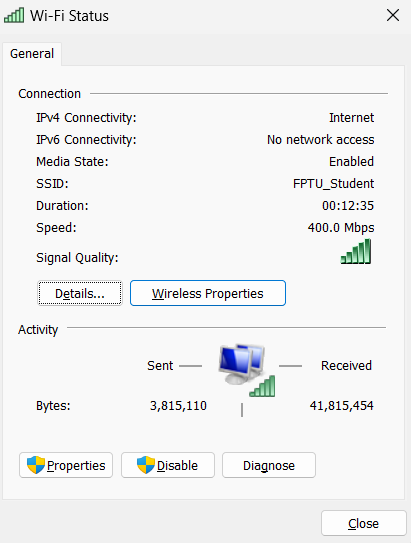 Wi-Fi Status
General
Connection
IPv4 Connectivity: Internet
IPv6 Connectivity: No network access
Media State: Enabled
SSID: FPTU_Student
Duration: 00:12:35
Speed: 400.0 Mbps
Signal Quality:
Details... Wireless Properties
Activity
Sent Received
Bytes: 3,815,110 41,815,454
Properties Disable Diagnose
Close